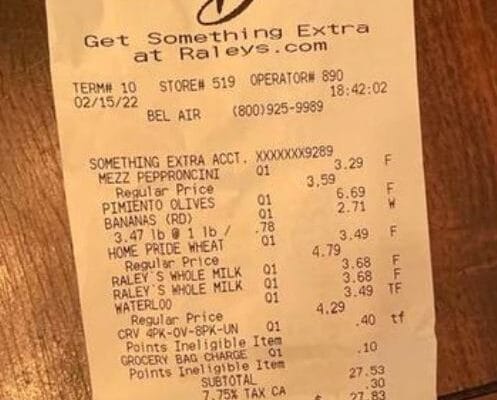 Get Something Extra
at Raleys.com
TERM# 10 STORE# 519 OPERATOR# 890
02/15/22 18:42:02
BEL AIR (800)925-9989
SOMETHING EXTRA ACCT. XXXXXXX9289
MEZZ PEPPRONCINI Q1 3.29 F
Regular Price 3.59
PIMIENTO OLIVES Q1 6.69 F
BANANAS (RD) Q1 2.71 W
3.47 lb @ 1 lb / .78
HOME PRIDE WHEAT Q1 3.49 F
Regular Price 4.79
RALEY'S WHOLE MILK Q1 3.68 F
RALEY'S WHOLE MILK Q1 3.68 F
WATERLOO Q1 3.49 TF
Regular Price 4.29
CRV 4PK-OV-8PK-UN Q1 .40 tf
Points Ineligible Item
GROCERY BAG CHARGE Q1 .10
Points Ineligible Item
SUBTOTAL 27.53
7.75% TAX CA .30
$ 27.83